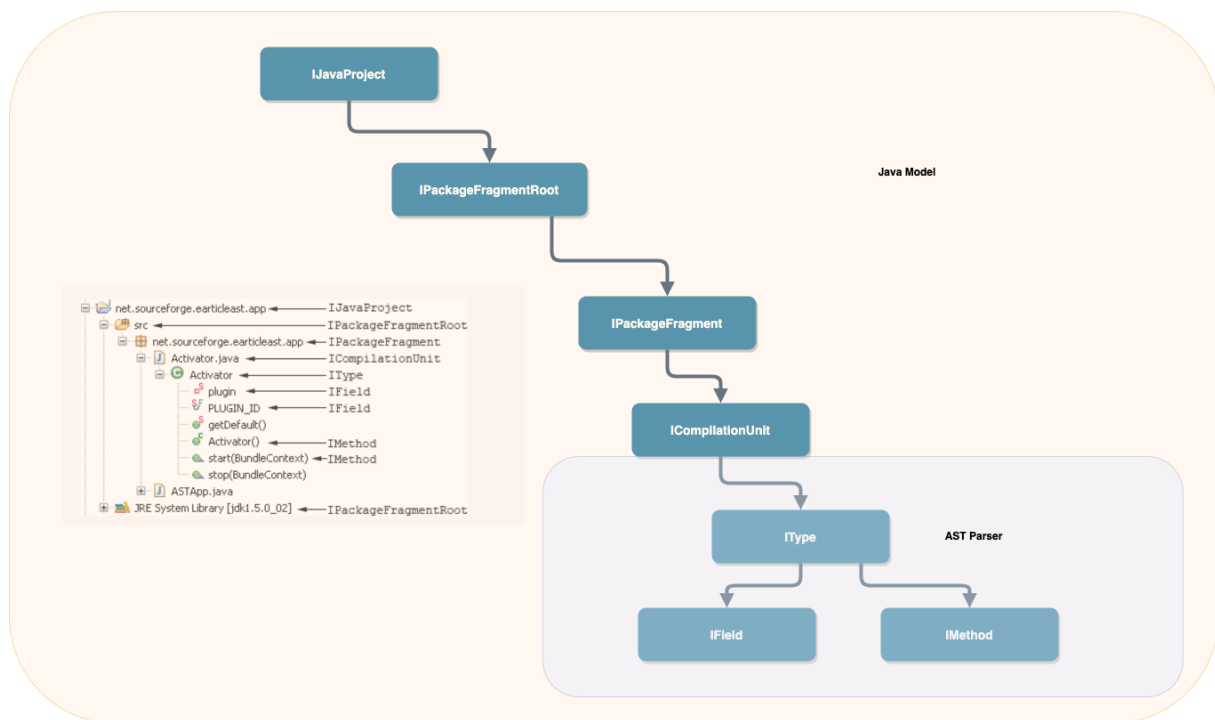 IJavaProject
IPackageFragmentRoot
Java Model
IPackageFragment
ICompilationUnit
IType
AST Parser
IField
IMethod
net.sourceforge.earticleast.app IJavaProject
src IPackageFragmentRoot
net.sourceforge.earticleast.app IPackageFragment
Activator.java ICompilationUnit
Activator IType
plugin IField
PLUGIN_ID IField
getDefault()
Activator() IMethod
start(BundleContext) IMethod
stop(BundleContext)
ASTApp.java
JRE System Library [jdk1.5.0_02] IPackageFragmentRoot